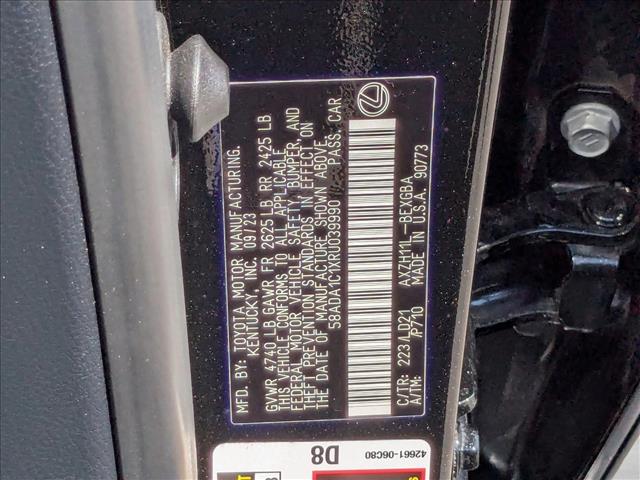 MFD. BY: TOYOTA MOTOR MANUFACTURING,
KENTUCKY, INC. 09/23
GVWR 4740 LB GAWR FR 2625 LB RR 2425 LB
THIS VEHICLE CONFORMS TO ALL APPLICABLE
FEDERAL MOTOR VEHICLE SAFETY, BUMPER, AND
THEFT PREVENTION STANDARDS IN EFFECT ON
THE DATE OF MANUFACTURE SHOWN ABOVE.
58ADA1C1XRU039990 PASS. CAR
C/TR: 223/LD21 AXZH11L-BEXGBA
A/TM: /P710 MADE IN U.S.A. 90773
42661-06C80
D8